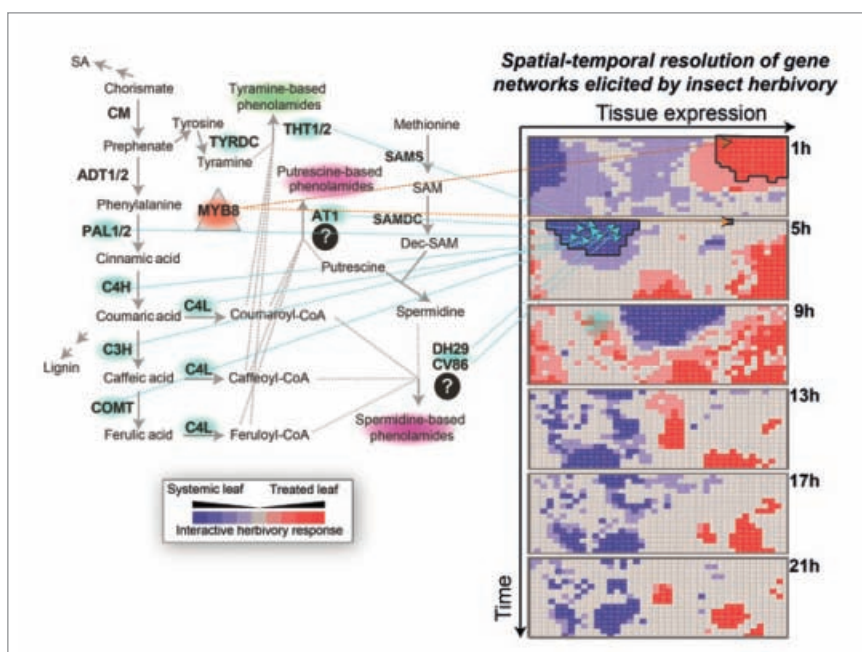 Spatial-temporal resolution of gene
networks elicited by insect herbivory
Tissue expression
Time
1h
5h
9h
13h
17h
21h
SA
Chorismate
CM
Prephenate
Tyrosine
TYRDC
Tyramine
Tyramine-based
phenolamides
THT1/2
ADT1/2
Phenylalanine
MYB8
PAL1/2
Cinnamic acid
Putrescine-based
phenolamides
AT1
?
Methionine
SAMS
SAM
SAMDC
Dec-SAM
Putrescine
Spermidine
C4H
Coumaric acid
C4L
Coumaroyl-CoA
C3H
Lignin
Caffeic acid
C4L
Caffeoyl-CoA
DH29
CV86
?
COMT
Ferulic acid
C4L
Feruloyl-CoA
Spermidine-based
phenolamides
Systemic leaf Treated leaf
Interactive herbivory response